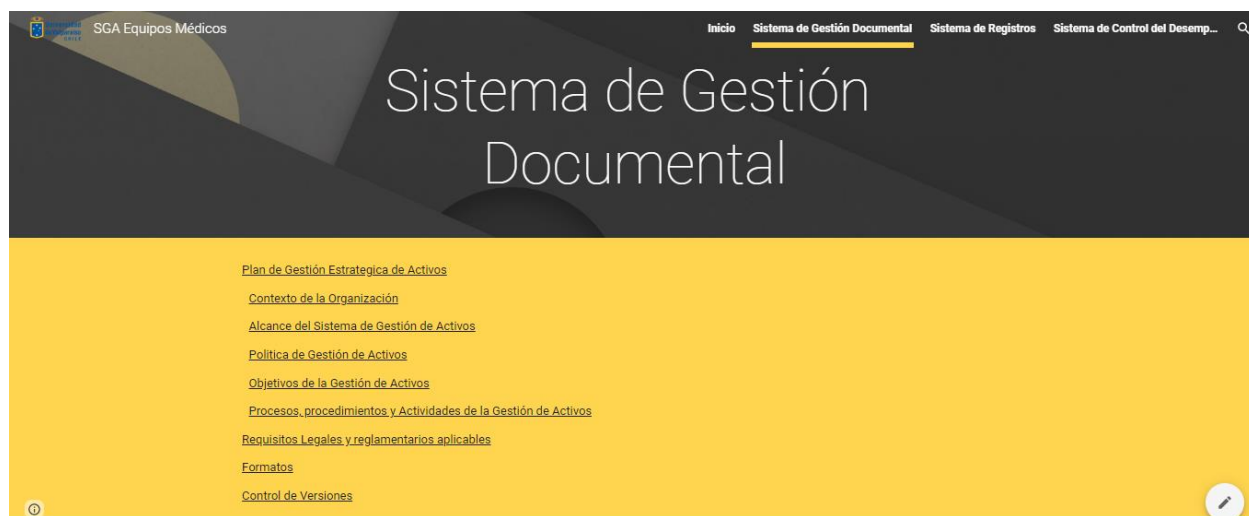 SGA Equipos Médicos
Inicio Sistema de Gestión Documental Sistema de Registros Sistema de Control del Desemp...
Sistema de Gestión
Documental
Plan de Gestión Estrategica de Activos
Contexto de la Organización
Alcance del Sistema de Gestión de Activos
Politica de Gestión de Activos
Objetivos de la Gestión de Activos
Procesos, procedimientos y Actividades de la Gestión de Activos
Requisitos Legales y reglamentarios aplicables
Formatos
Control de Versiones